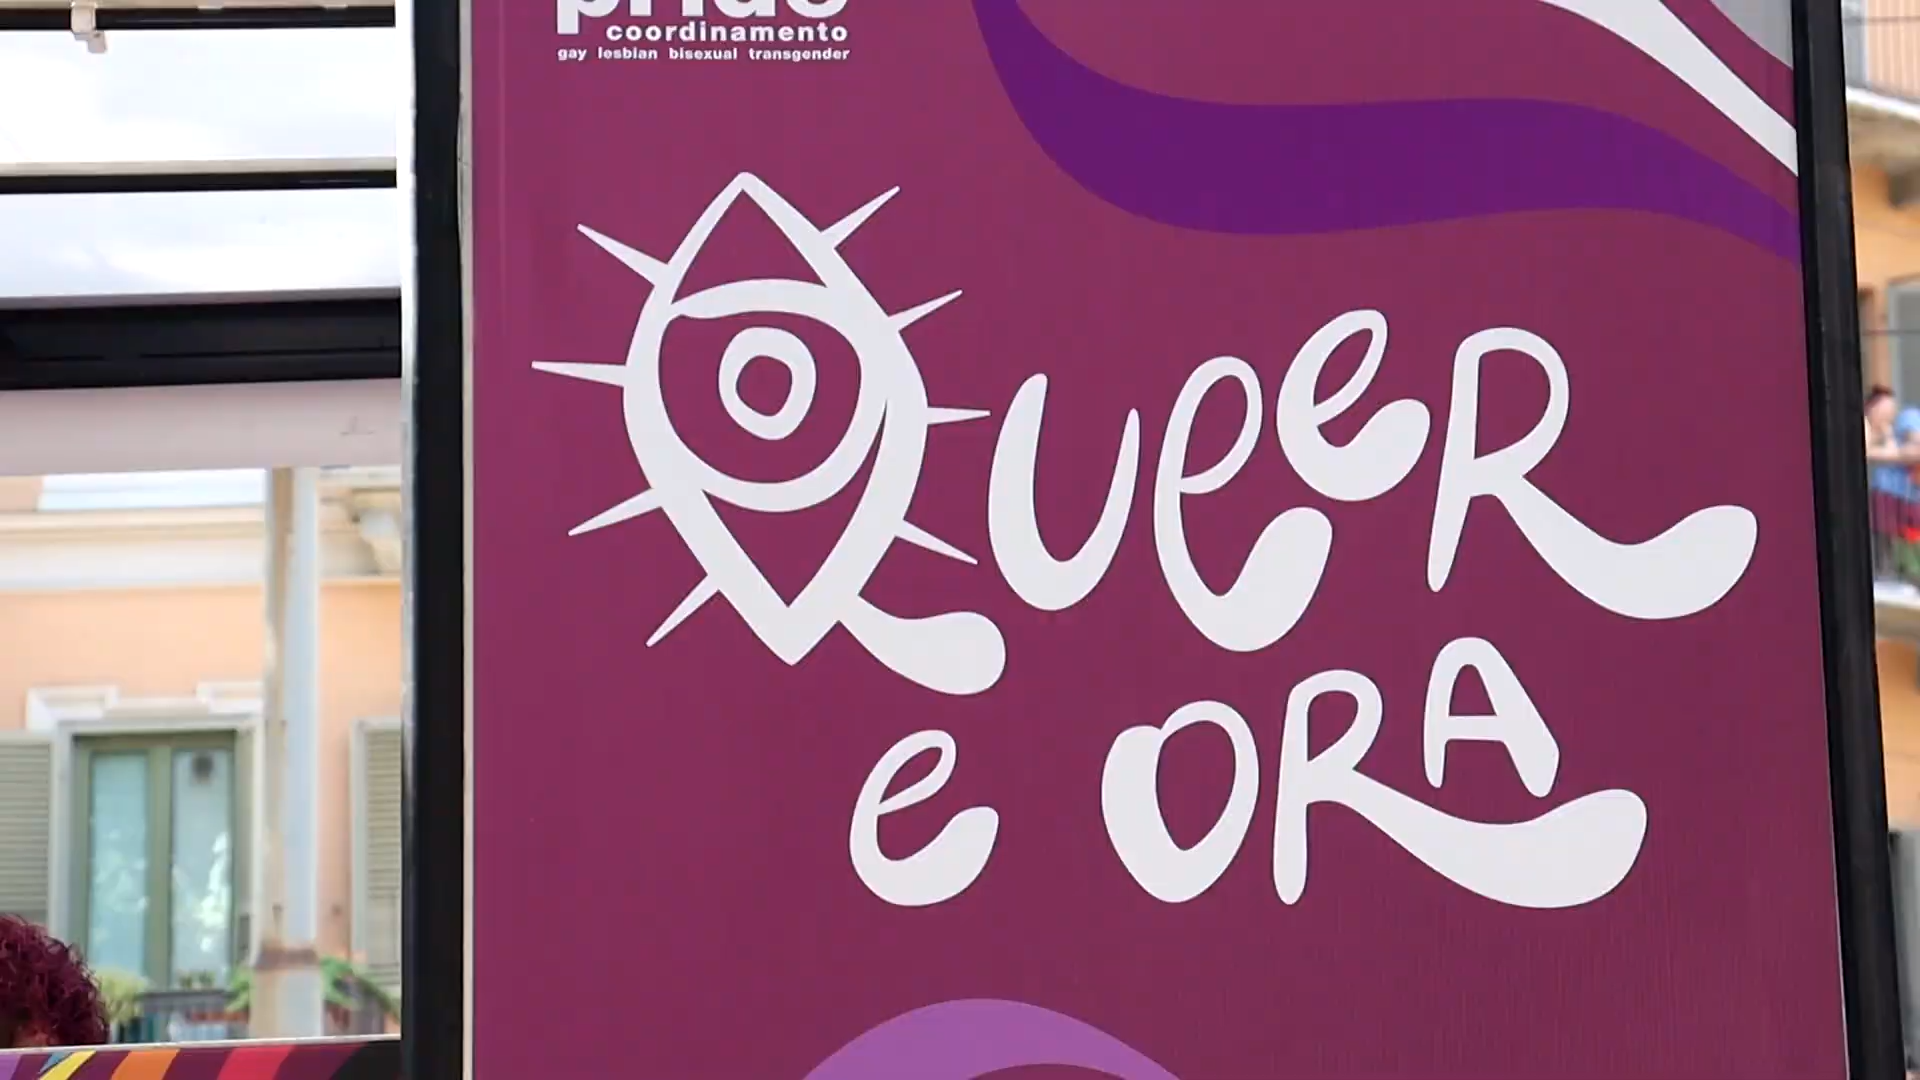 pride
coordinamento
gay lesbian bisexual transgender
QueeR
e ORA